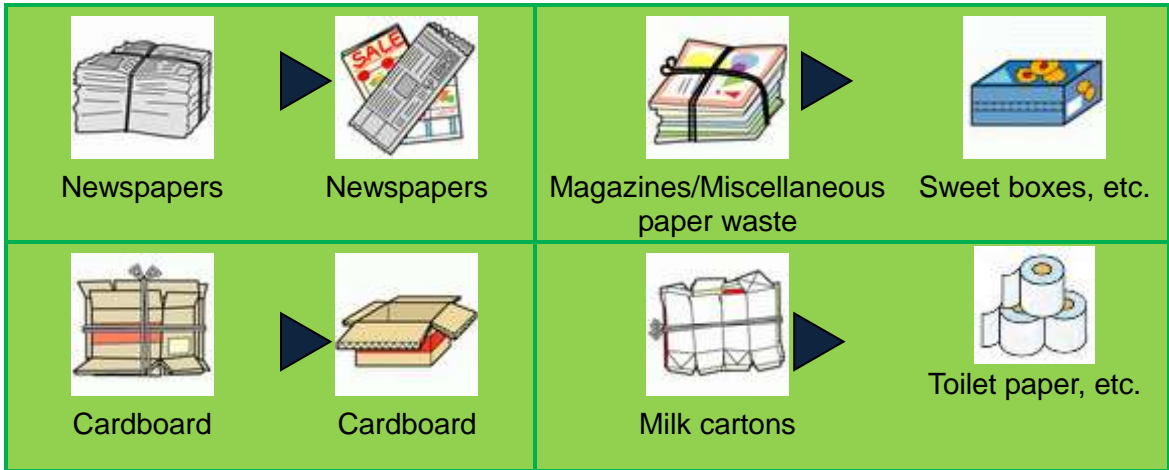 SALE
Newspapers
Newspapers
Magazines/Miscellaneous
paper waste
Sweet boxes, etc.
Cardboard
Cardboard
Milk cartons
Toilet paper, etc.